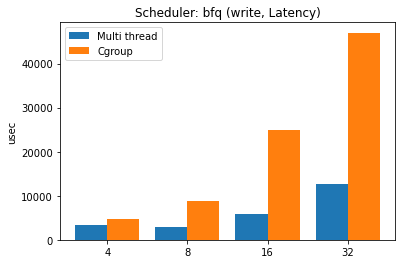 Scheduler: bfq (write, Latency)
Multi thread
Cgroup
usec
40000
30000
20000
10000
0
4 8 16 32